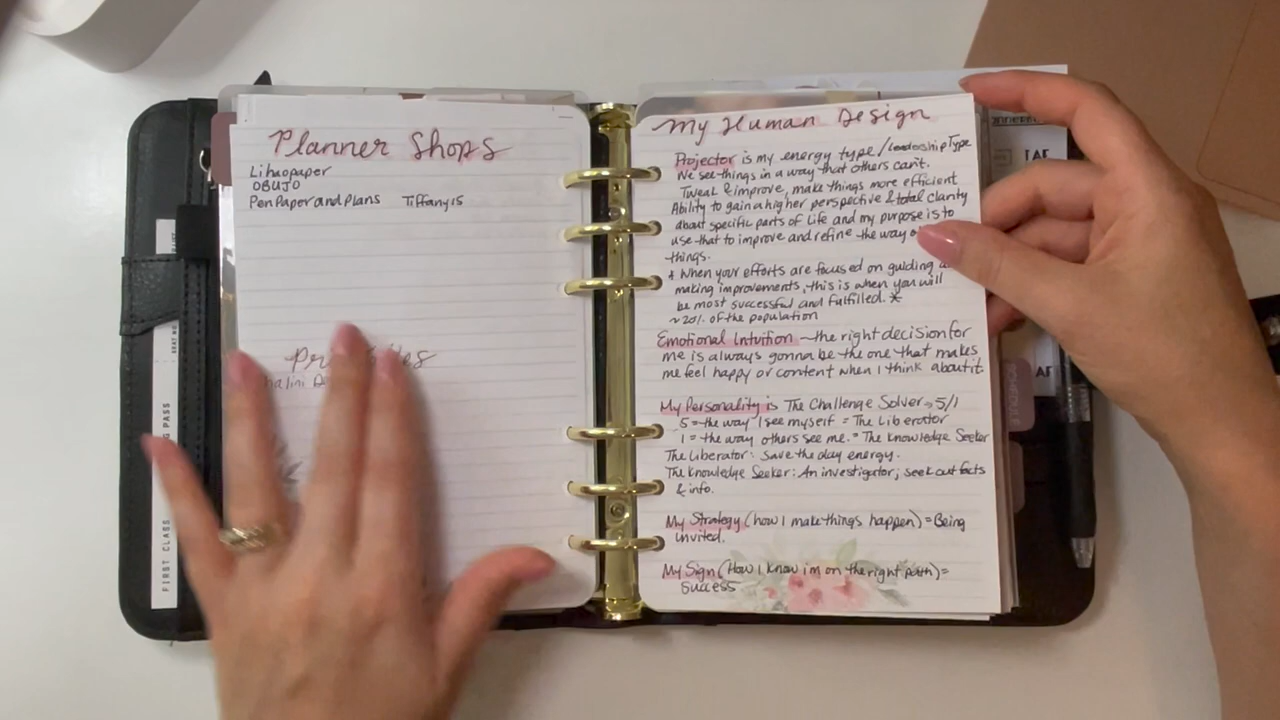 Planner Shops
Lihaopaper
OBUJO
PenPaperandPlans Tiffany15
My Human Design
Projector is my energy type / Leadership Type
We see things in a way that others can't.
Tweak & improve, make things more efficient
Ability to gain a higher perspective & total clarity
about specific parts of life and my purpose is to
use that to improve and refine the way
things.
* When your efforts are focused on guiding
making improvements, this is when you will
be most successful and fulfilled. *
~20% of the population
Emotional Intuition ~ the right decision for
me is always gonna be the one that makes
me feel happy or content when I think about it.
My Personality is The Challenge Solver → 5/1
5 = the way I see myself = The Liberator
1 = the way others see me. = The Knowledge Seeker
The Liberator: Save the day energy.
The Knowledge Seeker: An investigator; seek out facts
& info.
My Strategy (how I make things happen) = Being
invited.
My Sign (How I know im on the right path) =
Success
FIRST CLASS
PASS